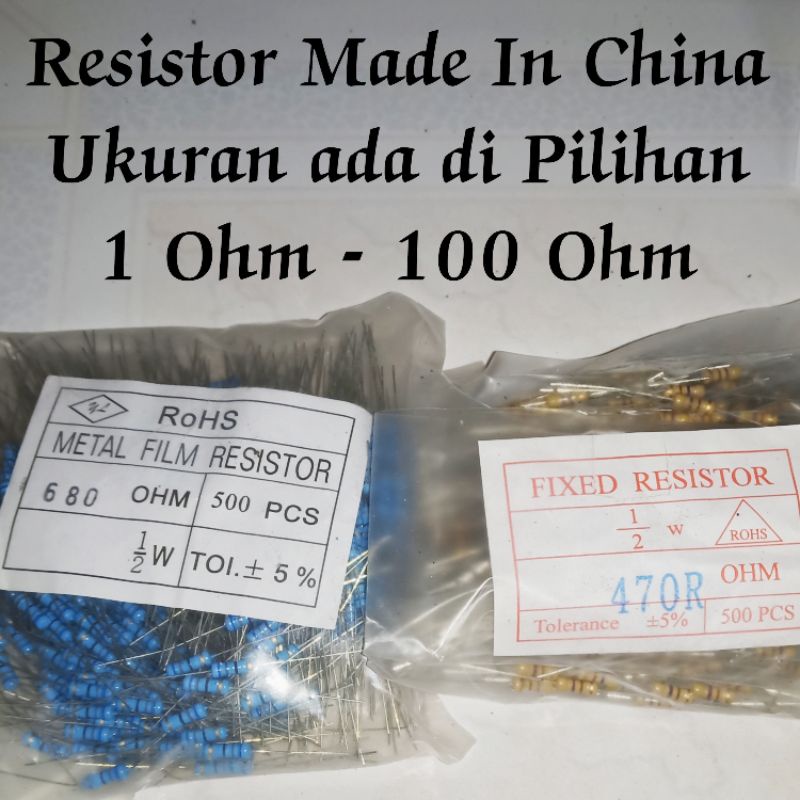 Resistor Made In China
Ukuran ada di Pilihan
1 Ohm - 100 Ohm
RoHS
METAL FILM RESISTOR
680 OHM 500 PCS
1/2 W TOI.± 5 %
FIXED RESISTOR
1/2 w ROHS
470R OHM
Tolerance ±5% 500 PCS